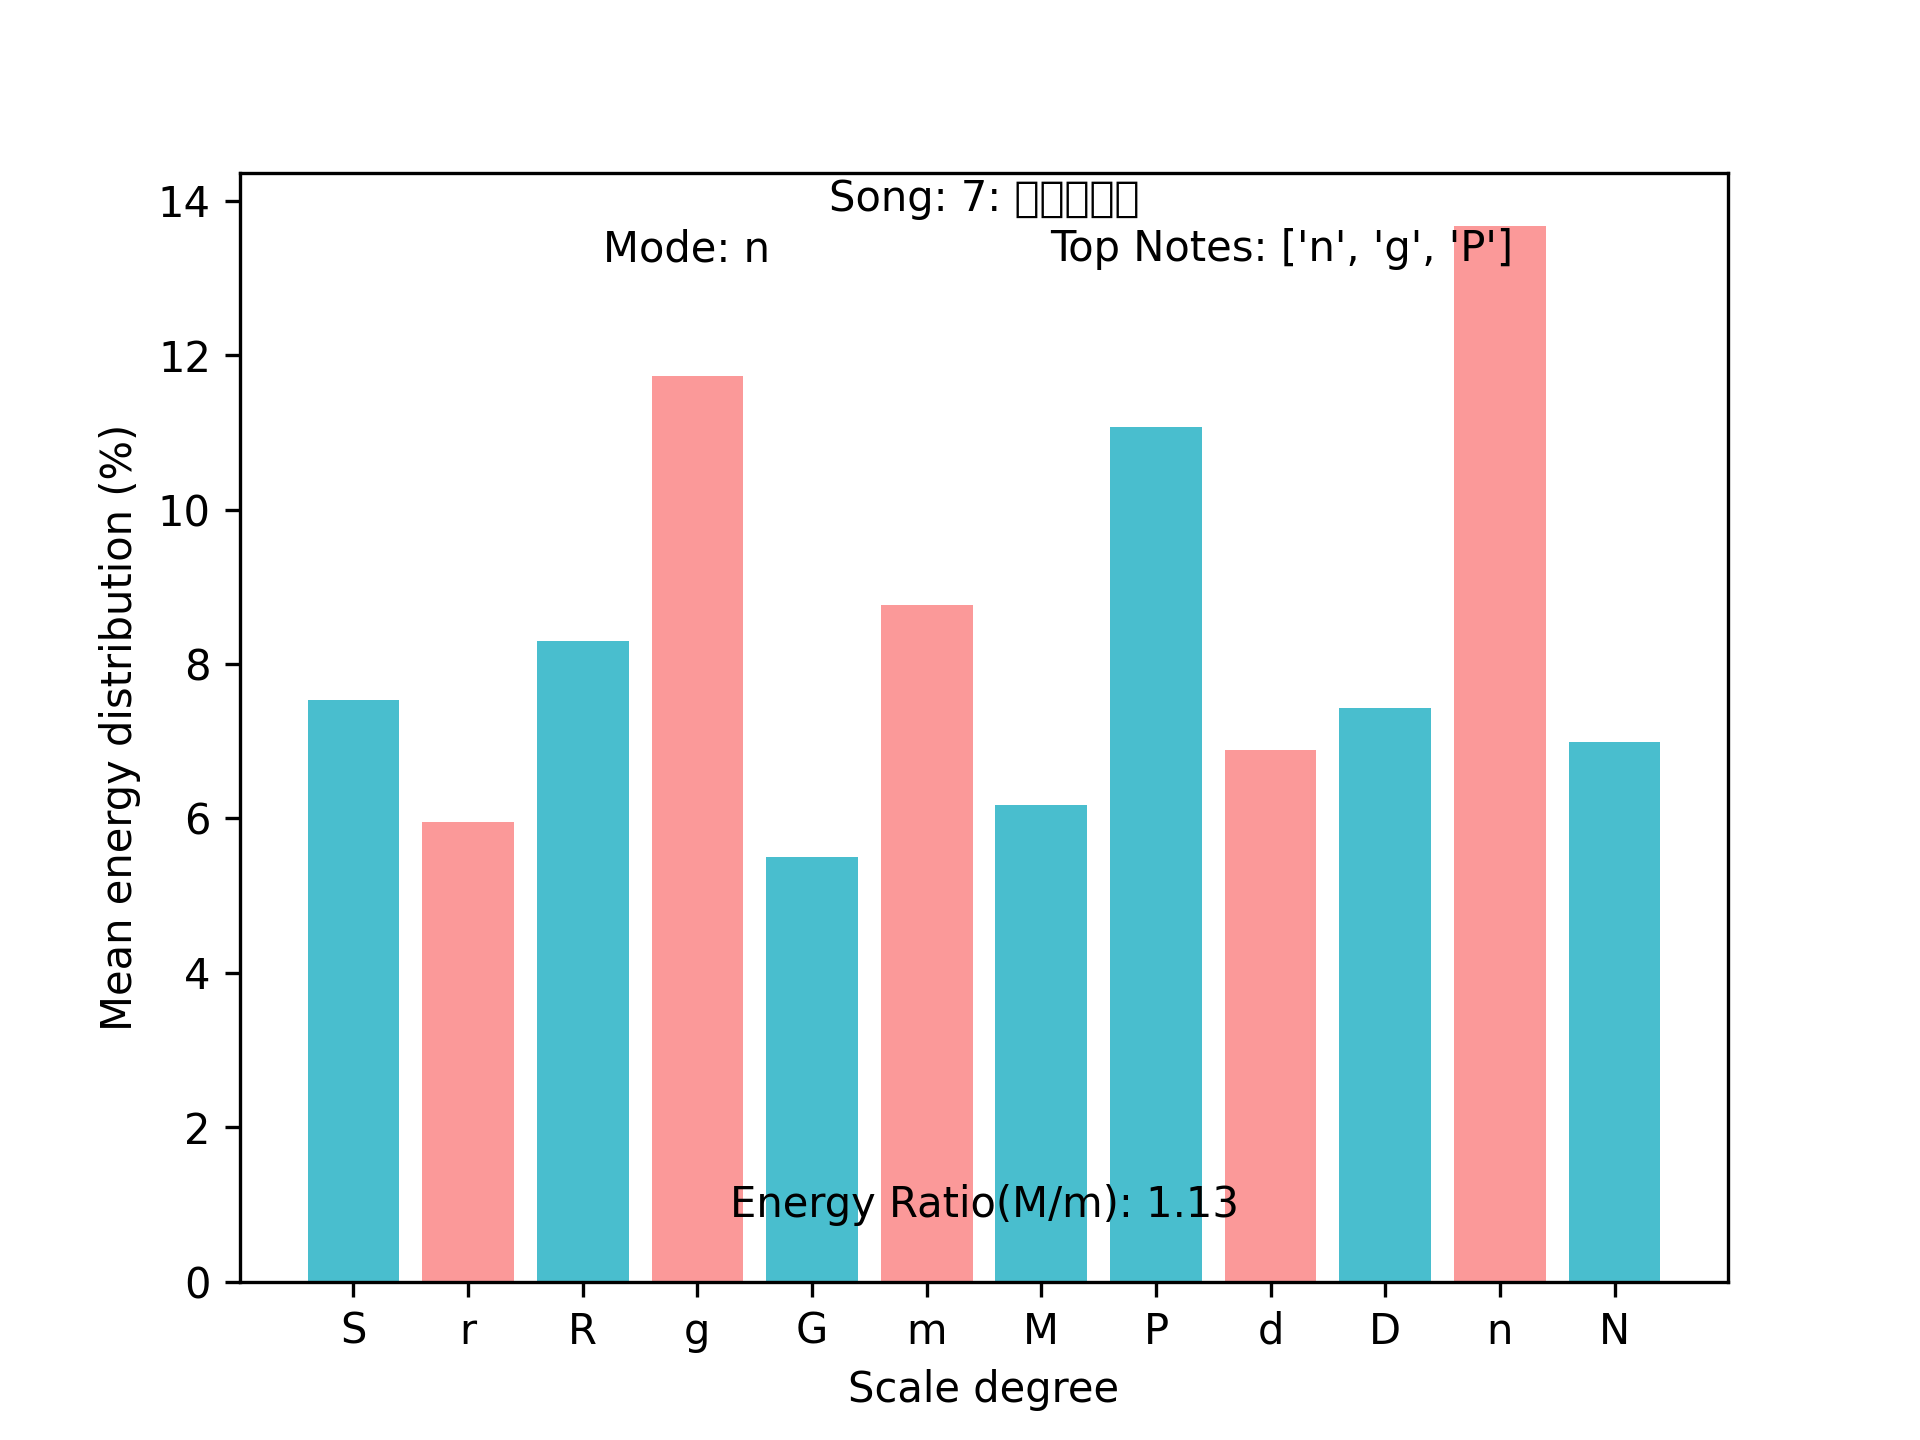 Song: 7:
Mode: n
Top Notes: ['n', 'g', 'P']
14
12
10
8
6
4
2
0
Mean energy distribution (%)
Energy Ratio(M/m): 1.13
S r R g G m M P d D n N
Scale degree